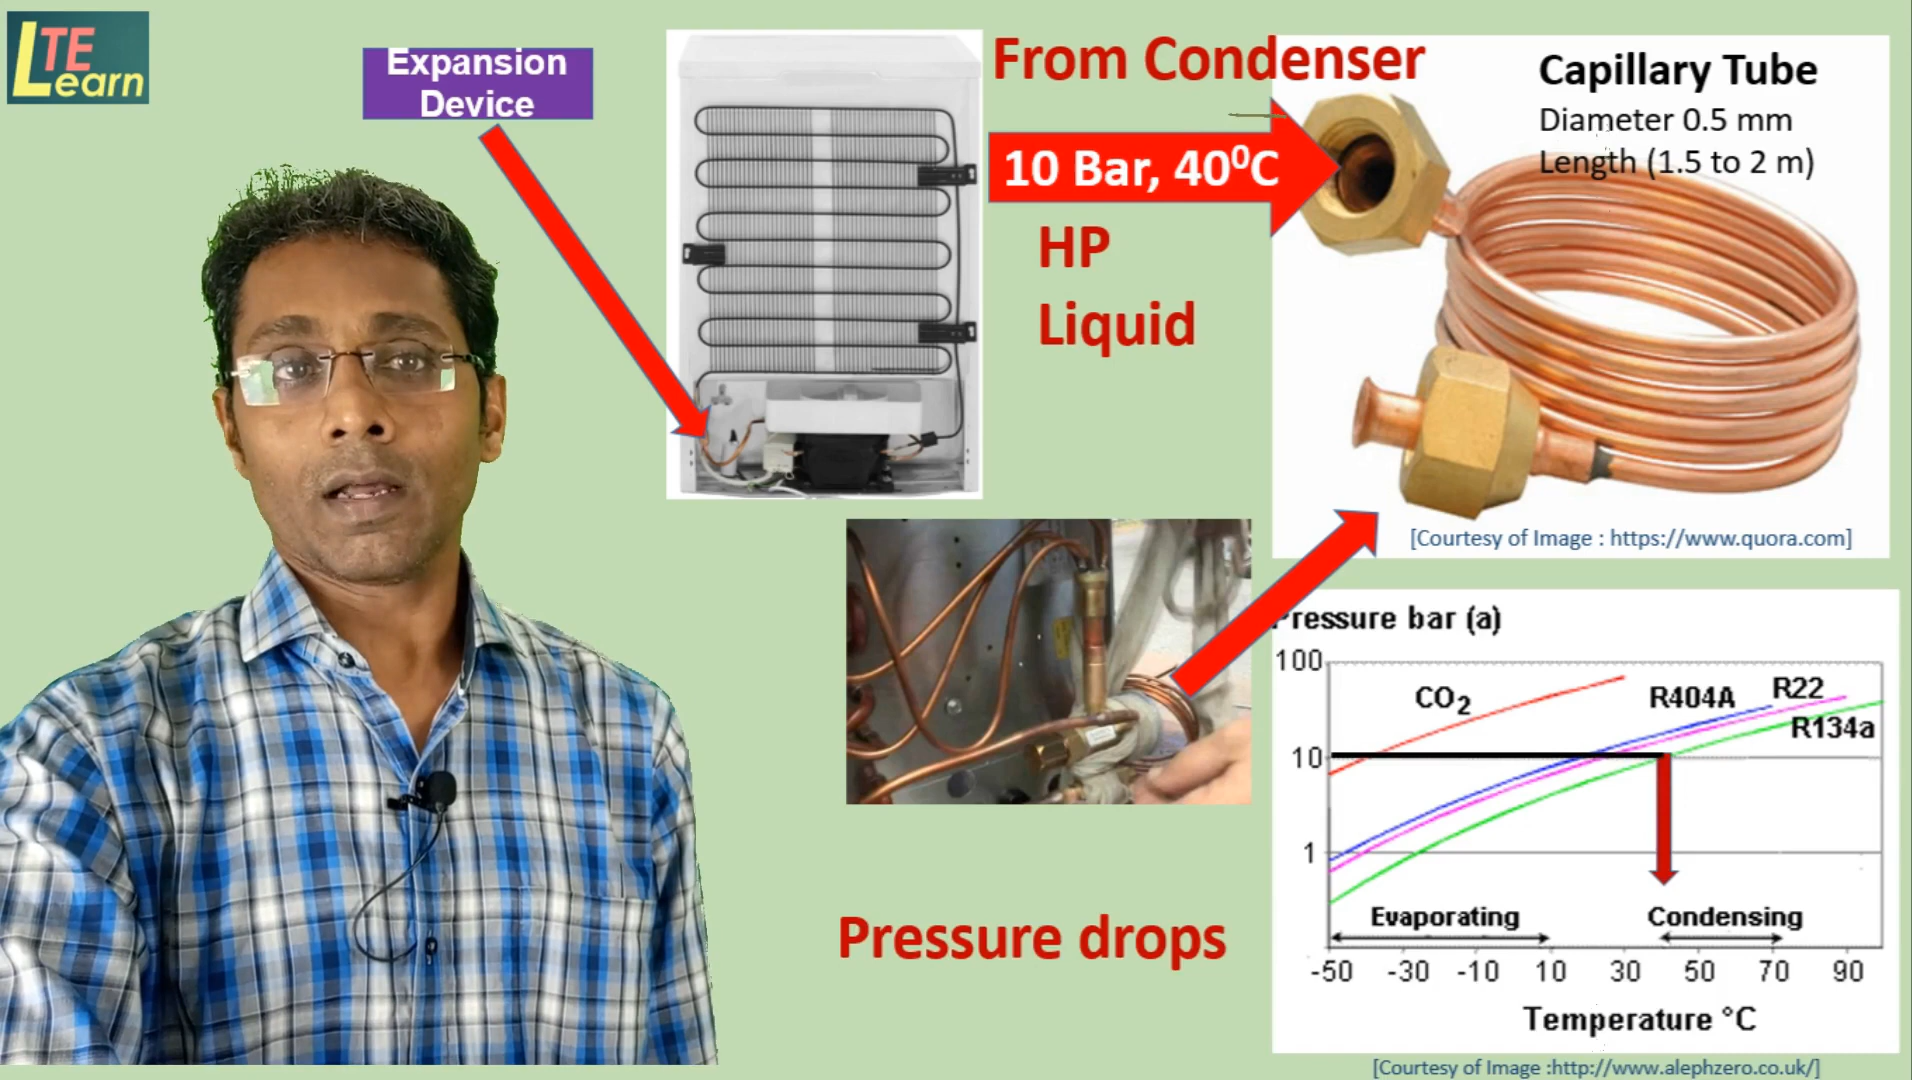 LTE
Learn
Expansion
Device
From Condenser
10 Bar, 40⁰C
HP
Liquid
Capillary Tube
Diameter 0.5 mm
Length (1.5 to 2 m)
[Courtesy of Image : https://www.quora.com]
Pressure drops
Pressure bar (a)
100
10
1
CO₂
R404A
R22
R134a
Evaporating
Condensing
-50 -30 -10 10 30 50 70 90
Temperature °C
[Courtesy of Image :http://www.alephzero.co.uk/]